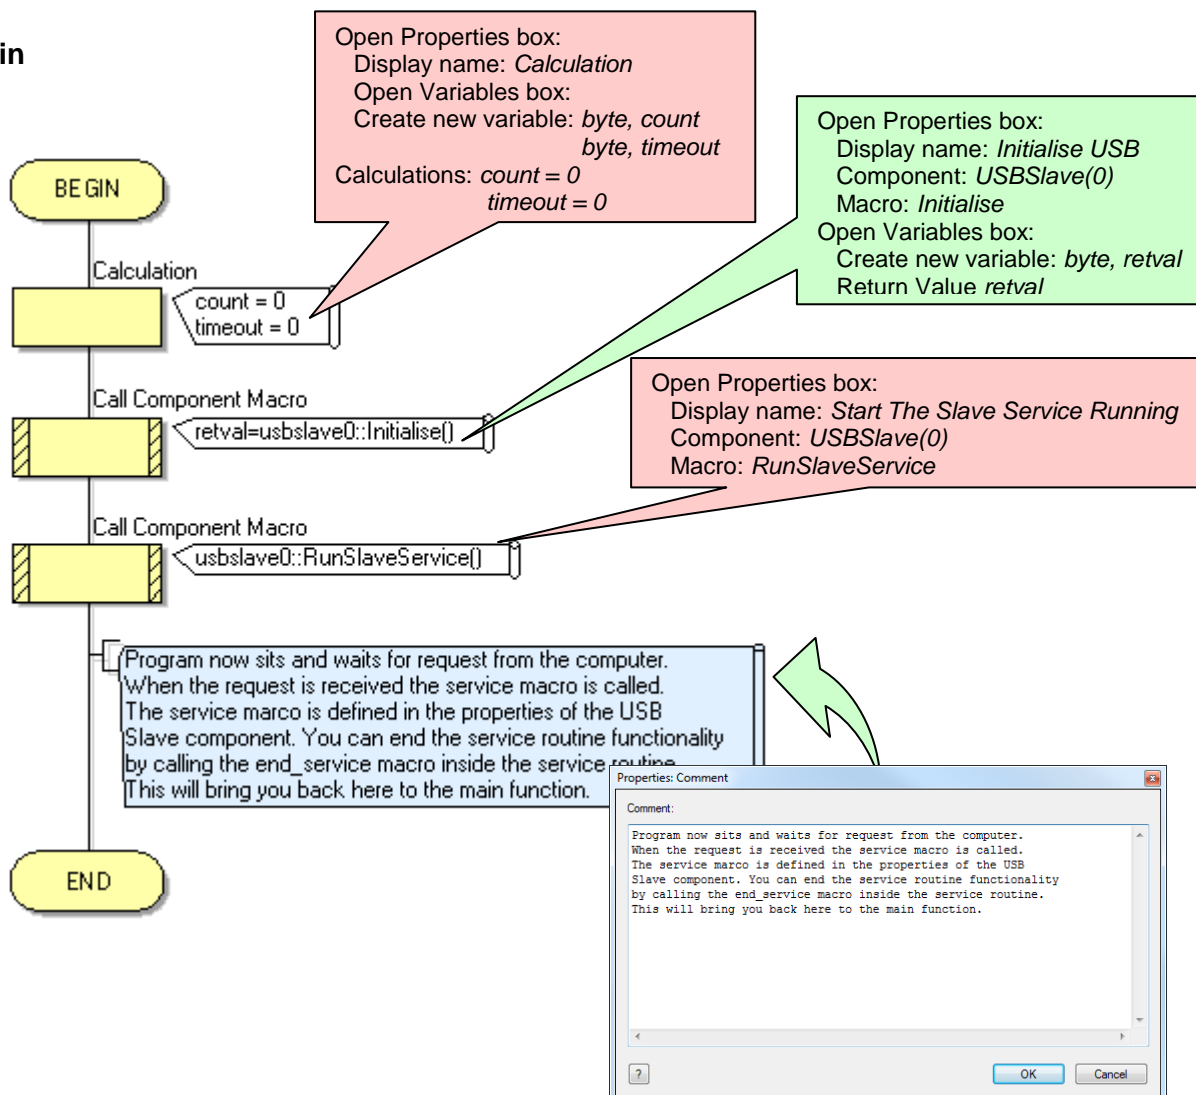 in
Open Properties box:
Display name: Calculation
Open Variables box:
Create new variable: byte, count
byte, timeout
Calculations: count = 0
timeout = 0
Open Properties box:
Display name: Initialise USB
Component: USBSlave(0)
Macro: Initialise
Open Variables box:
Create new variable: byte, retval
Return Value retval
BEGIN
Calculation
count = 0
timeout = 0
Open Properties box:
Display name: Start The Slave Service Running
Component: USBSlave(0)
Macro: RunSlaveService
Call Component Macro
retval=usbslave0::Initialise()
Call Component Macro
usbslave0::RunSlaveService()
Program now sits and waits for request from the computer.
When the request is received the service macro is called.
The service marco is defined in the properties of the USB
Slave component. You can end the service routine functionality
by calling the end_service macro inside the service routine
This will bring you back here to the main function.
END
Properties: Comment
Comment:
Program now sits and waits for request from the computer.
When the request is received the service macro is called.
The service marco is defined in the properties of the USB
Slave component. You can end the service routine functionality
by calling the end_service macro inside the service routine.
This will bring you back here to the main function.
?
OK
Cancel